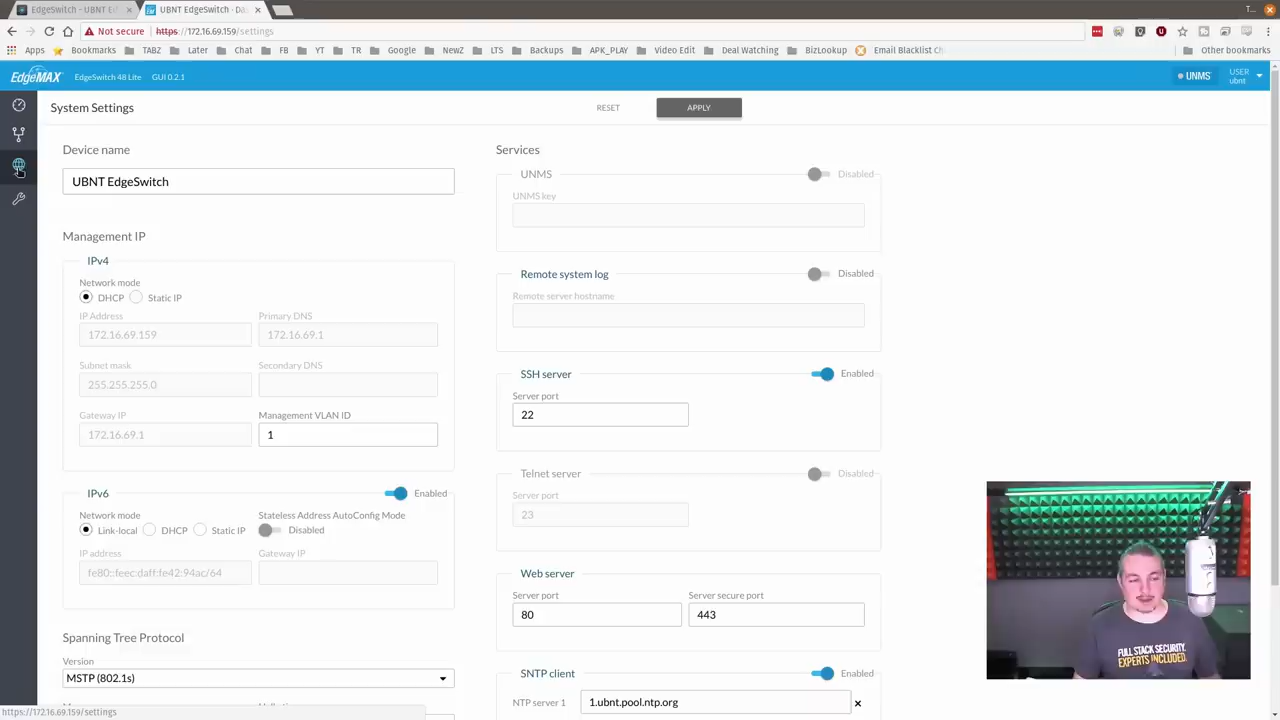 EdgeSwitch - UBNT Ed
UBNT EdgeSwitch - Da
T...
Not secure
https://172.16.69.159/settings
Apps
Bookmarks
TABZ
Later
Chat
FB
YT
TR
Google
NewZ
LTS
Backups
APK_PLAY
Video Edit
Deal Watching
BizLookup
Email Blacklist Ch
Other bookmarks
EdgeMAX
EdgeSwitch 48 Lite
GUI 0.2.1
UNMS
USER
ubnt
System Settings
RESET
APPLY
Device name
UBNT EdgeSwitch
Management IP
IPv4
Network mode
DHCP
Static IP
IP Address
Primary DNS
172.16.69.159
172.16.69.1
Subnet mask
Secondary DNS
255.255.255.0
Gateway IP
Management VLAN ID
172.16.69.1
1
IPv6
Enabled
Network mode
Stateless Address AutoConfig Mode
Link-local
DHCP
Static IP
Disabled
IP address
Gateway IP
fe80::feec:daff:fe42:94ac/64
Spanning Tree Protocol
Version
MSTP (802.1s)
https://172.16.69.159/settings
Services
UNMS
Disabled
UNMS key
Remote system log
Disabled
Remote server hostname
SSH server
Enabled
Server port
22
Telnet server
Disabled
Server port
23
Web server
Server port
Server secure port
80
443
SNTP client
Enabled
NTP server 1
1.ubnt.pool.ntp.org
FULL STACK SECURITY.
EXPERTS INCLUDED.